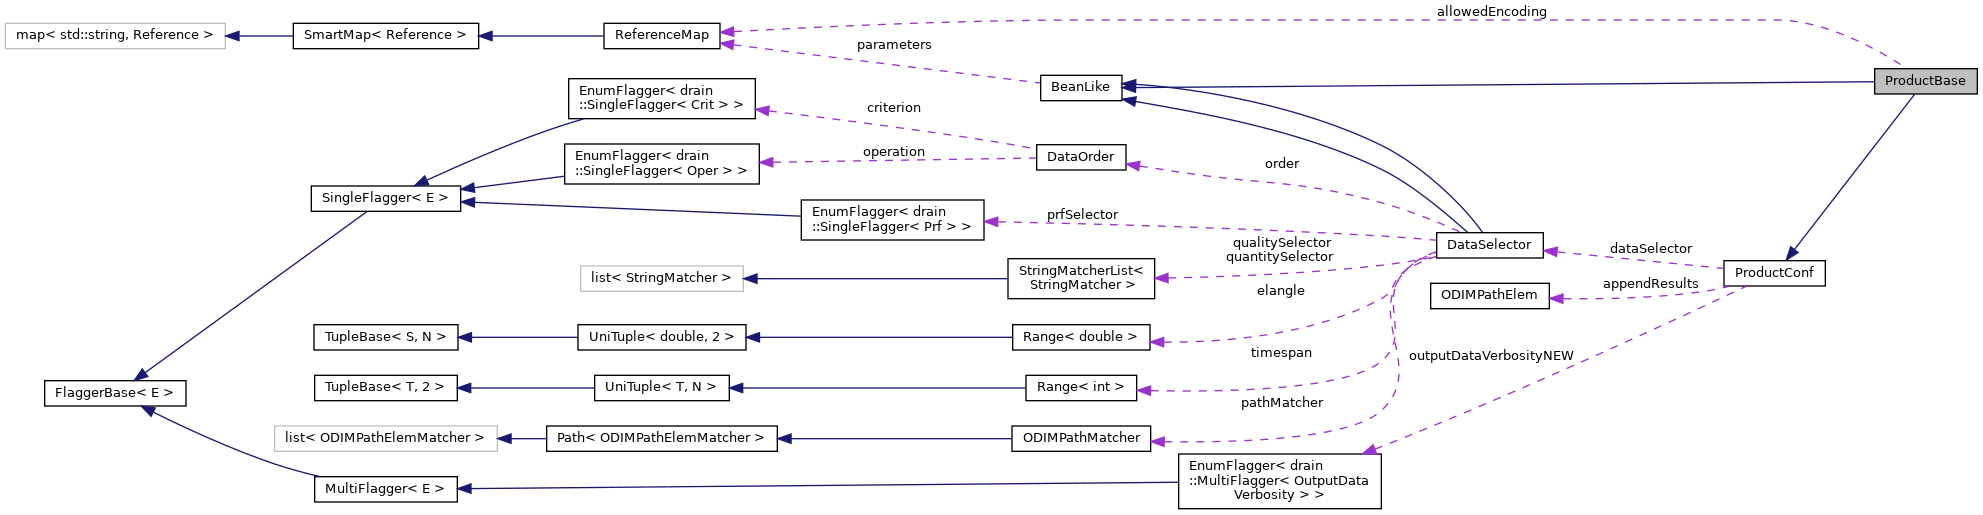 allowedEncoding
map< std::string, Reference >
SmartMap< Reference >
ReferenceMap
parameters
ProductBase
BeanLike
EnumFlagger< drain
::SingleFlagger< Crit > >
criterion
operation
DataOrder
order
EnumFlagger< drain
::SingleFlagger< Oper > >
SingleFlagger< E >
EnumFlagger< drain
::SingleFlagger< Prf > >
prfSelector
qualitySelector
quantitySelector
DataSelector
dataSelector
ProductConf
list< StringMatcher >
StringMatcherList<
StringMatcher >
elangle
ODIMPathElem
appendResults
TupleBase< S, N >
UniTuple< double, 2 >
Range< double >
timespan
outputDataVerbosityNEW
FlaggerBase< E >
TupleBase< T, 2 >
UniTuple< T, N >
Range< int >
pathMatcher
list< ODIMPathElemMatcher >
Path< ODIMPathElemMatcher >
ODIMPathMatcher
MultiFlagger< E >
EnumFlagger< drain
::MultiFlagger< OutputData
Verbosity > >